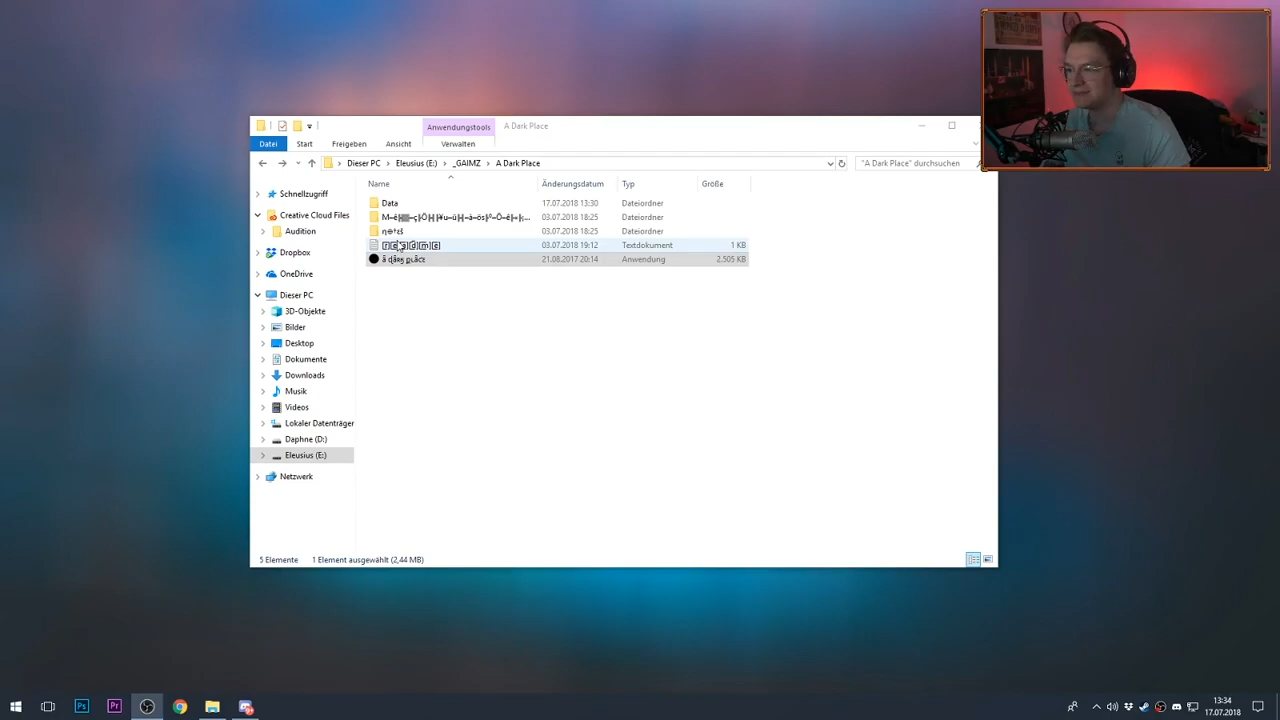 Anwendungstools
A Dark Place
Datei
Start
Freigeben
Ansicht
Verwalten
Dieser PC
Eleusius (E:)
_GAIMZ
A Dark Place
"A Dark Place" durchsuchen
Name
Änderungsdatum
Typ
Größe
Data
17.07.2018 13:30
Dateiordner
03.07.2018 18:25
Dateiordner
03.07.2018 18:25
Dateiordner
03.07.2018 19:12
Textdokument
1 KB
21.08.2017 20:14
Anwendung
2.505 KB
Schnellzugriff
Creative Cloud Files
Audition
Dropbox
OneDrive
Dieser PC
3D-Objekte
Bilder
Desktop
Dokumente
Downloads
Musik
Videos
Lokaler Datenträger
Daphne (D:)
Eleusius (E:)
Netzwerk
5 Elemente
1 Element ausgewählt (2,44 MB)
Ps
Pr
13:34
17.07.2018